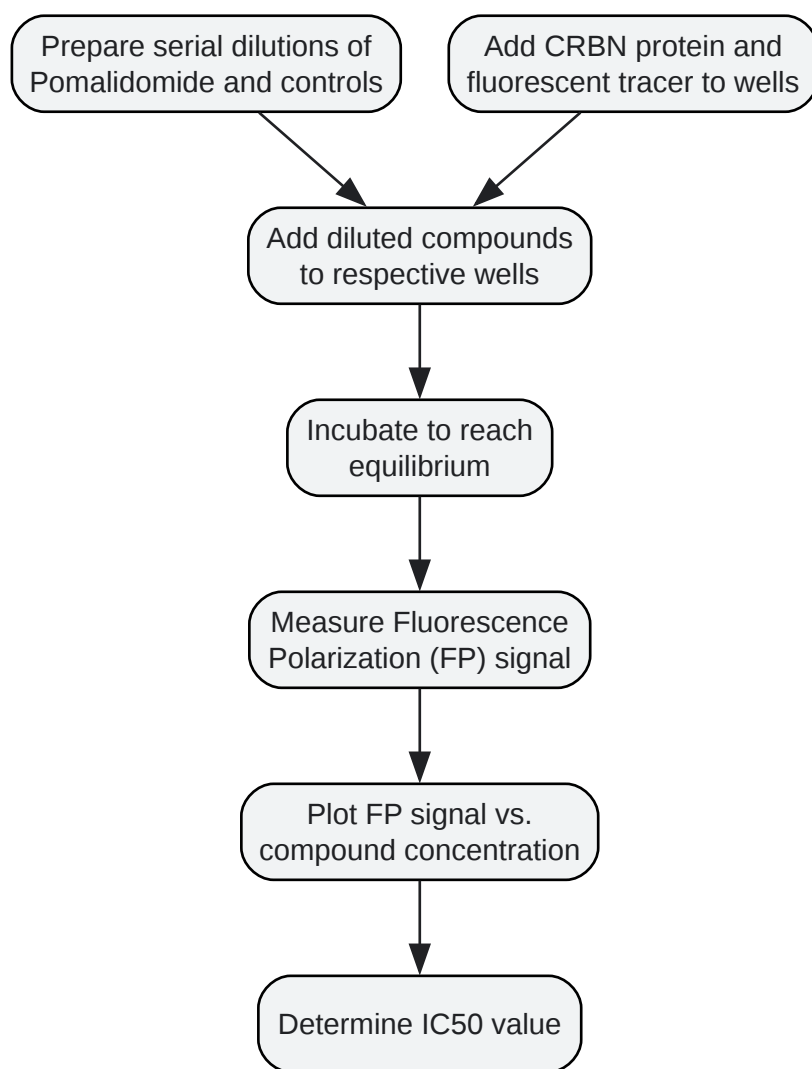 Prepare serial dilutions of
Pomalidomide and controls
Add CRBN protein and
fluorescent tracer to wells
Add diluted compounds
to respective wells
Incubate to reach
equilibrium
Measure Fluorescence
Polarization (FP) signal
Plot FP signal vs.
compound concentration
Determine IC50 value